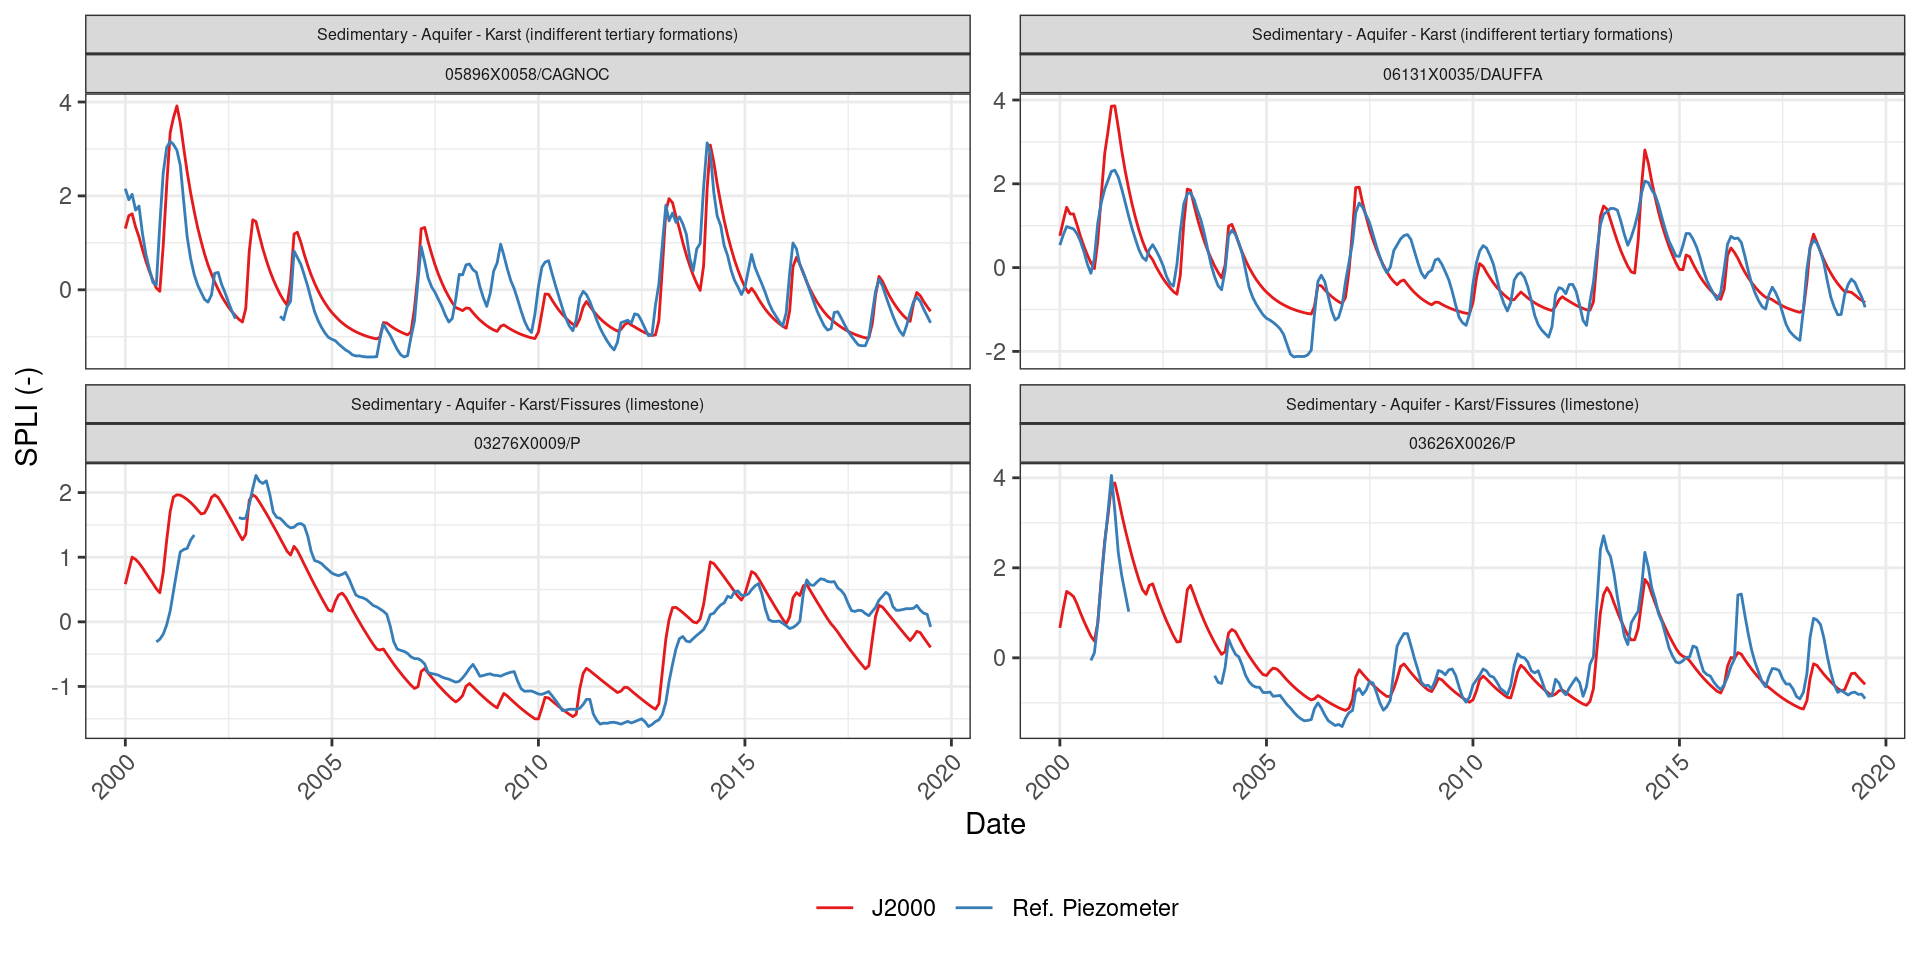 Sedimentary - Aquifer - Karst (indifferent tertiary formations)
05896X0058/CAGNOC
4
2
0
Sedimentary - Aquifer - Karst (indifferent tertiary formations)
06131X0035/DAUFFA
4
2
0
-2
SPLI (-)
Sedimentary - Aquifer - Karst/Fissures (limestone)
03276X0009/P
2
1
0
-1
2000
2005
2010
2015
2020
Sedimentary - Aquifer - Karst/Fissures (limestone)
03626X0026/P
4
2
0
2000
2005
2010
2015
2020
Date
J2000
Ref. Piezometer